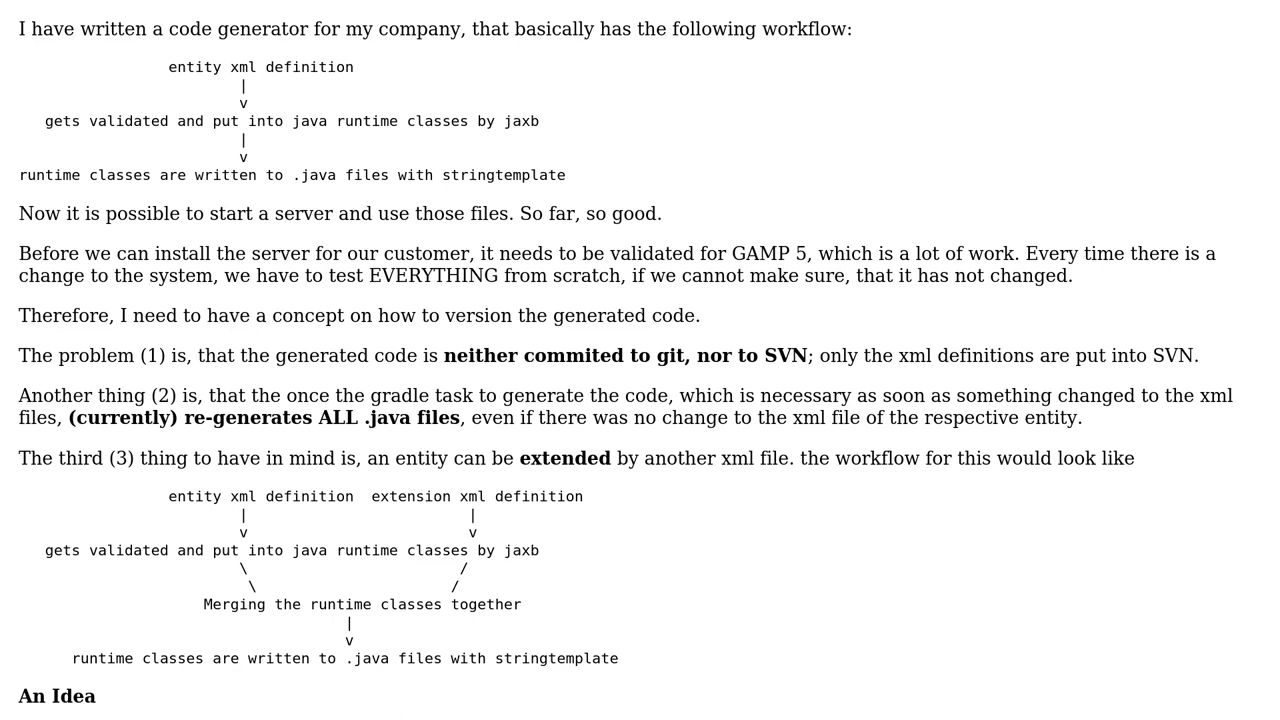 I have written a code generator for my company, that basically has the following workflow:
entity xml definition
|
v
gets validated and put into java runtime classes by jaxb
|
v
runtime classes are written to .java files with stringtemplate
Now it is possible to start a server and use those files. So far, so good.
Before we can install the server for our customer, it needs to be validated for GAMP 5, which is a lot of work. Every time there is a
change to the system, we have to test EVERYTHING from scratch, if we cannot make sure, that it has not changed.
Therefore, I need to have a concept on how to version the generated code.
The problem (1) is, that the generated code is neither commited to git, nor to SVN; only the xml definitions are put into SVN.
Another thing (2) is, that the once the gradle task to generate the code, which is necessary as soon as something changed to the xml
files, (currently) re-generates ALL .java files, even if there was no change to the xml file of the respective entity.
The third (3) thing to have in mind is, an entity can be extended by another xml file. the workflow for this would look like
entity xml definition  extension xml definition
|                         |
v                         v
gets validated and put into java runtime classes by jaxb
\                        /
\                      /
Merging the runtime classes together
|
v
runtime classes are written to .java files with stringtemplate
An Idea